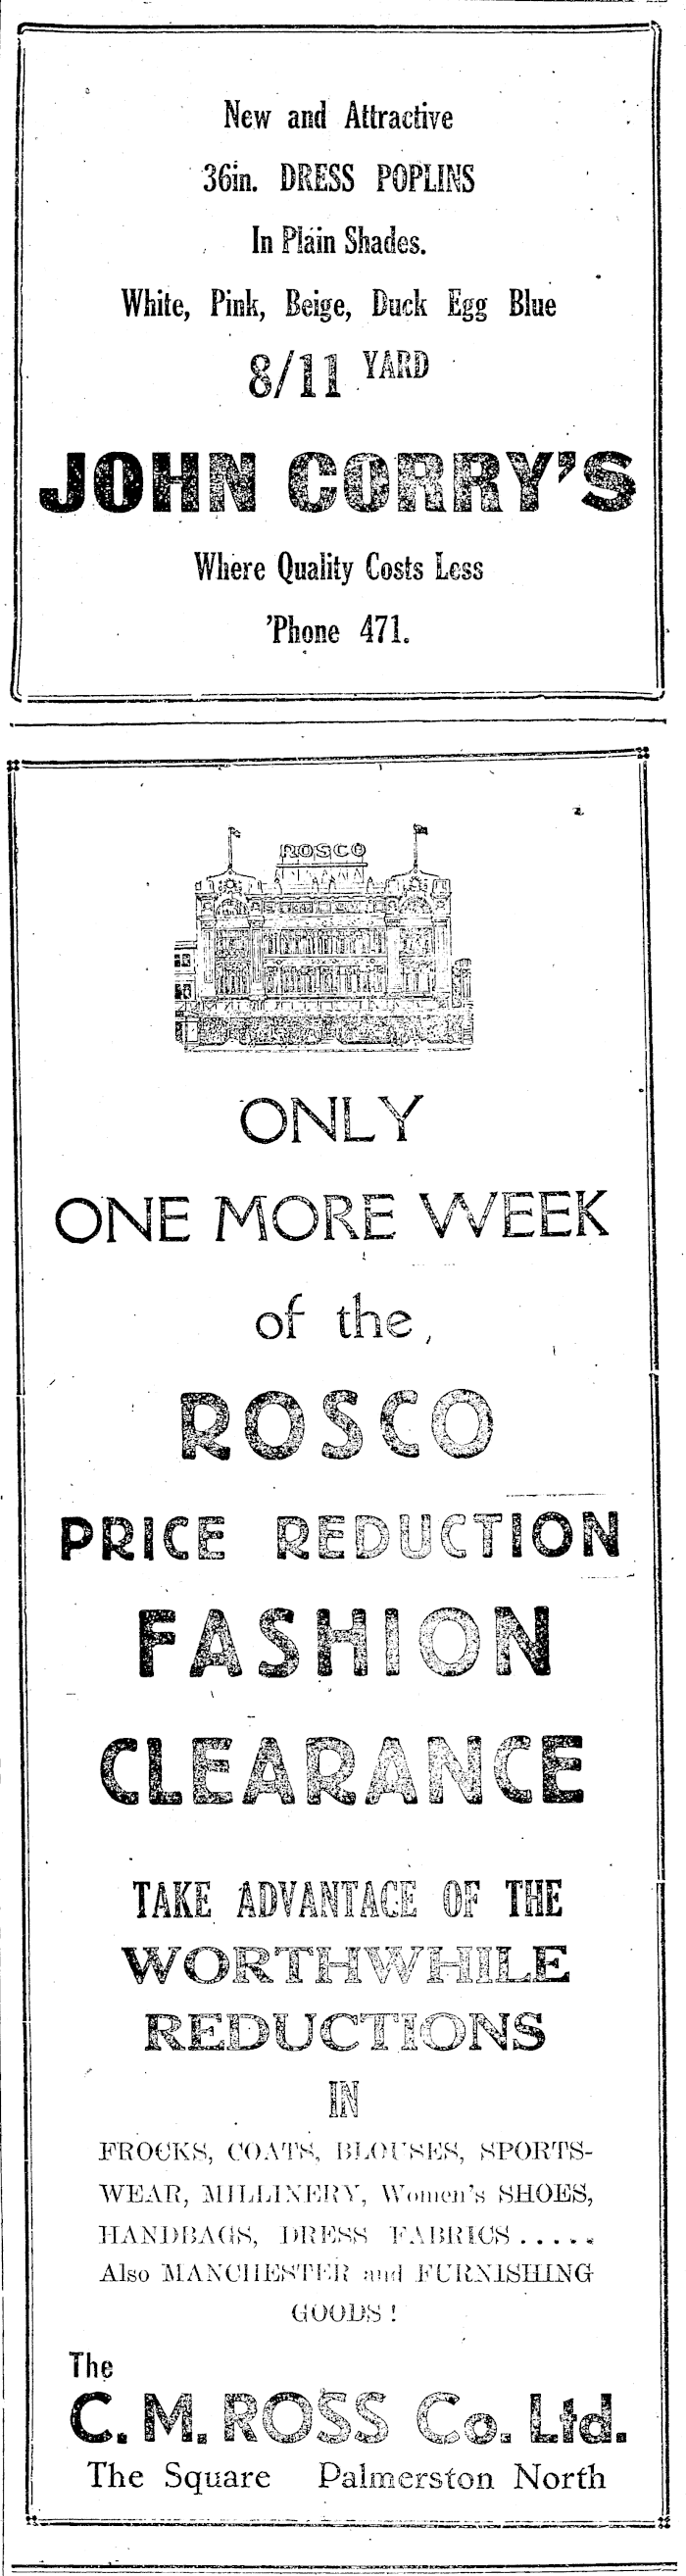 New and Attractive
36in. DRESS POPLINS
In Plain Shades.
White, Pink, Beige, Duck Egg Blue
8/11 YARD
JOHN CORRY'S
Where Quality Costs Less
'Phone 471.
ROSCO
ONLY
ONE MORE WEEK
of the
ROSCO
PRICE REDUCTION
FASHION
CLEARANCE
TAKE ADVANTAGE OF THE
WORTHWHILE
REDUCTIONS
IN
FROCKS, COATS, BLOUSES, SPORTS-
WEAR, MILLINERY, Women's SHOES,
HANDBAGS, DRESS FABRICS . . . . .
Also MANCHESTER and FURNISHING
GOODS !
The
C. M. ROSS Co. Ltd.
The Square Palmerston North